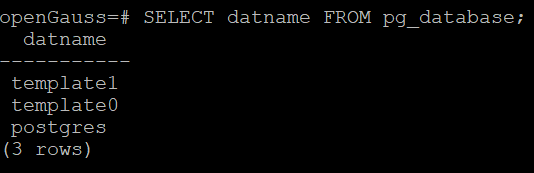 openGauss=# SELECT datname FROM pg_database;
datname
-----------
template1
template0
postgres
(3 rows)